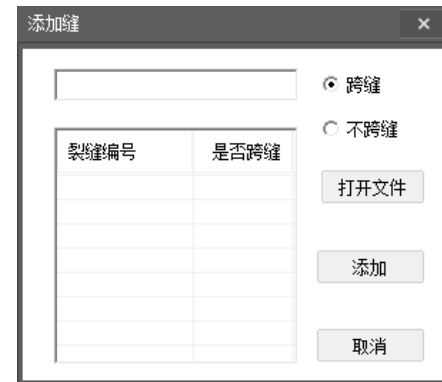 添加缝
跨缝
不跨缝
裂缝编号 是否跨缝
打开文件
添加
取消